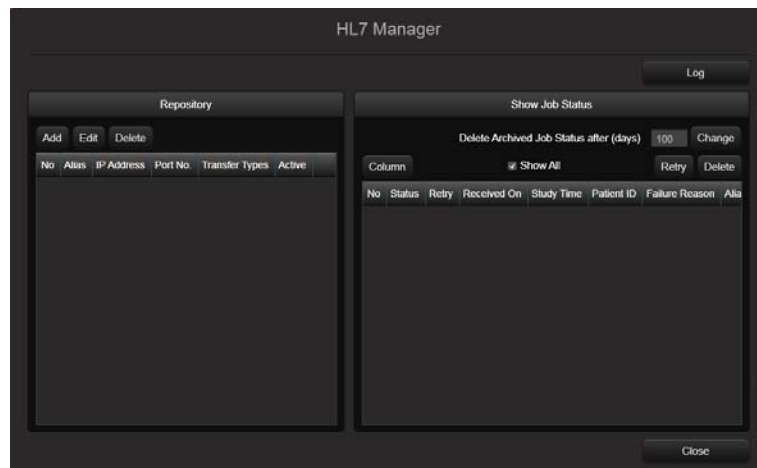 HL7 Manager
Log
Repository
Add Edit Delete
No Alias IP Address Port No. Transfer Types Active
Show Job Status
Delete Archived Job Status after (days) 100 Change
Column Show All Retry Delete
No Status Retry Received On Study Time Patient ID Failure Reason Alia
Close